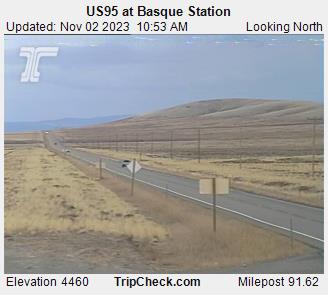 US95 at Basque Station
Updated: Nov 02 2023 10:53 AM Looking North
Elevation 4460 TripCheck.com Milepost 91.62